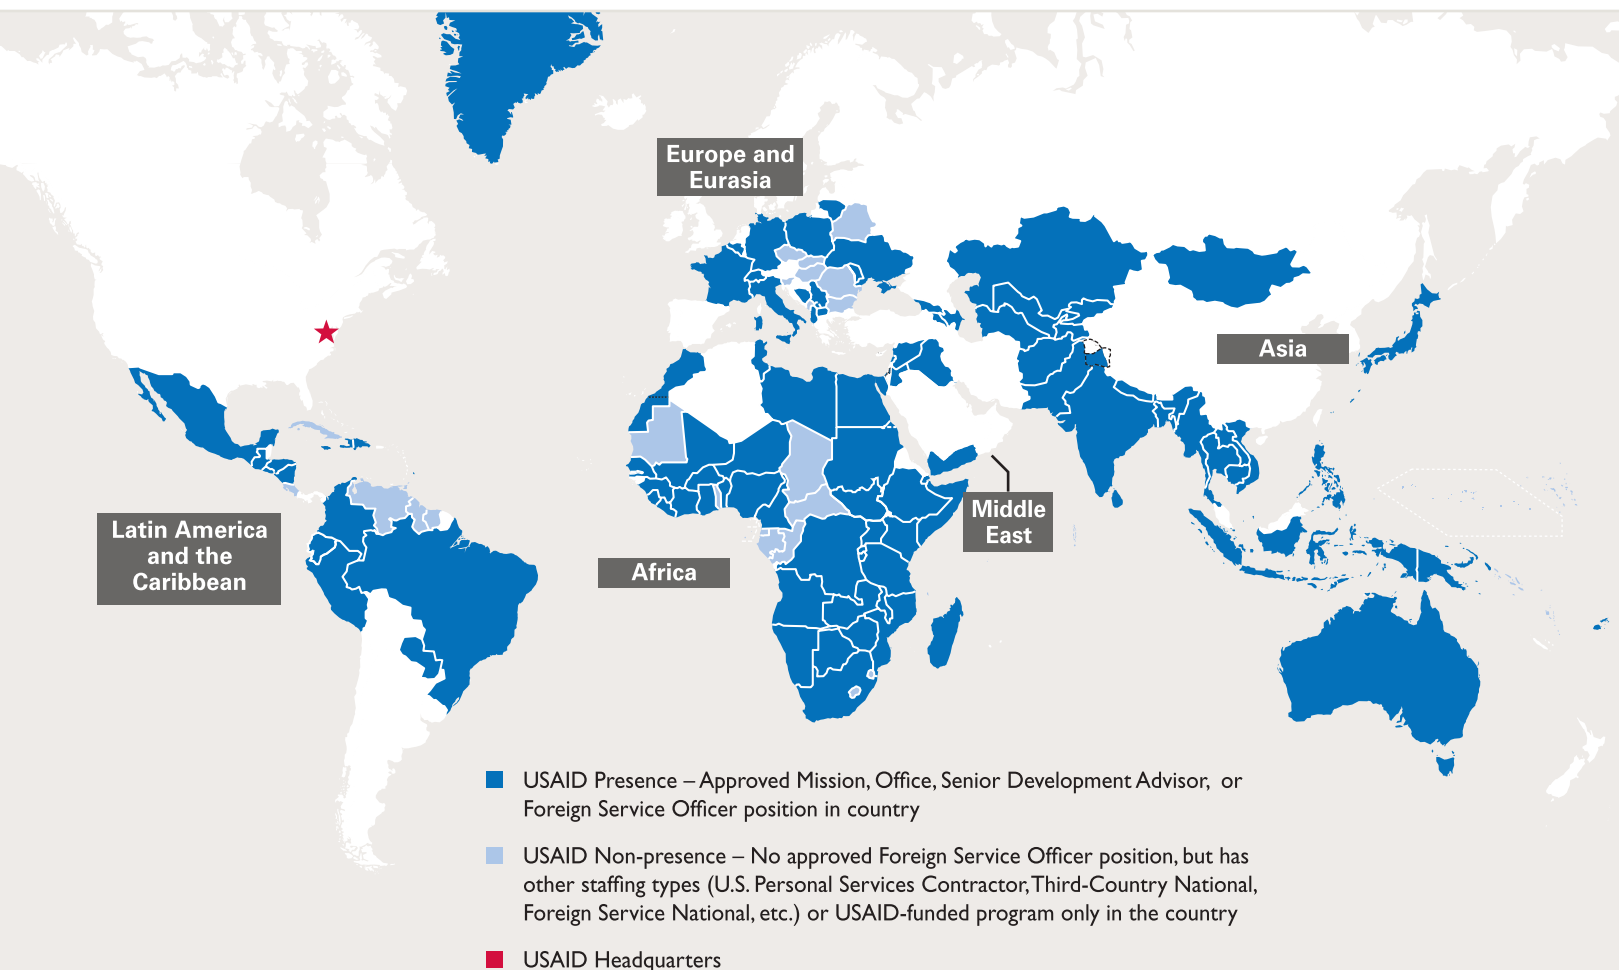 Europe and
Eurasia
Asia
Middle
East
Latin America
and the
Caribbean
Africa
USAID Presence – Approved Mission, Office, Senior Development Advisor, or
Foreign Service Officer position in country
USAID Non-presence – No approved Foreign Service Officer position, but has
other staffing types (U.S. Personal Services Contractor, Third-Country National,
Foreign Service National, etc.) or USAID-funded program only in the country
USAID Headquarters